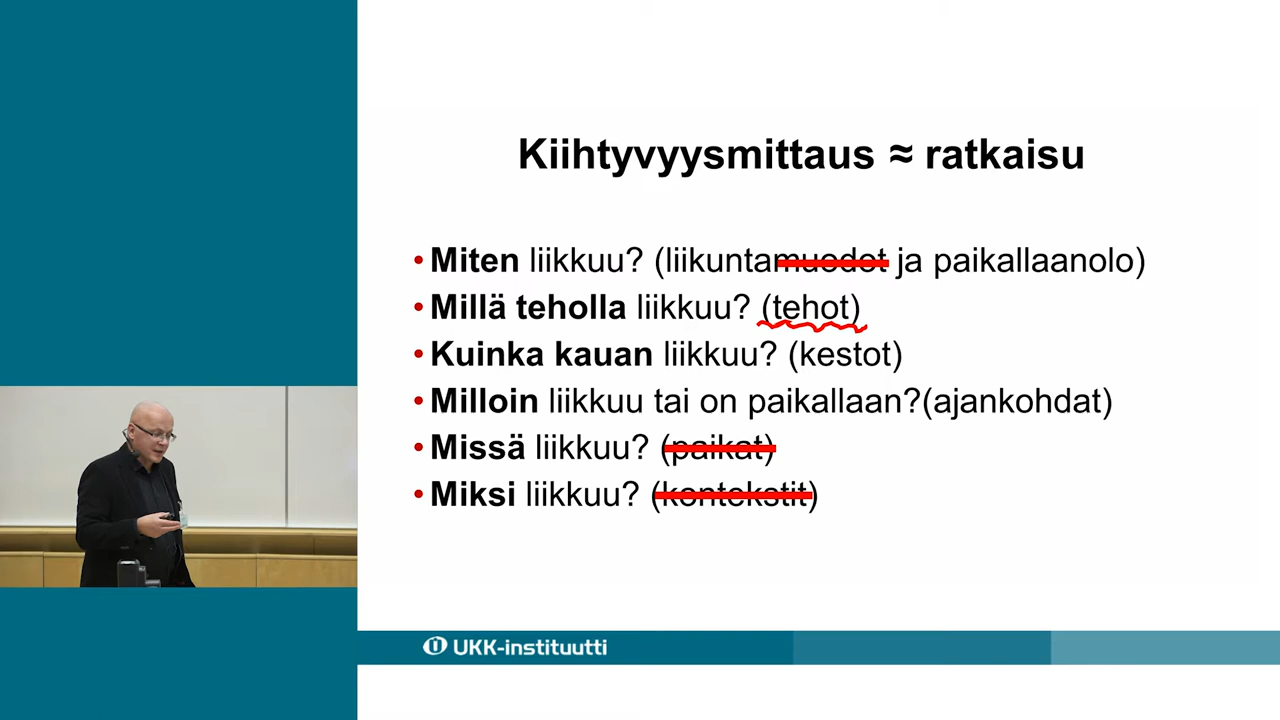 Kiihtyvyysmittaus ≈ ratkaisu
• Miten liikkuu? (liikuntamuodot ja paikallaanolo)
• Millä teholla liikkuu? (tehot)
• Kuinka kauan liikkuu? (kestot)
• Milloin liikkuu tai on paikallaan?(ajankohdat)
• Missä liikkuu? (paikat)
• Miksi liikkuu? (kontekstit)
UKK-instituutti